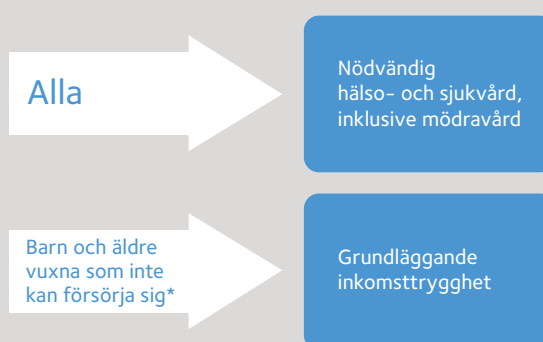 Alla
Nödvändig
hälso- och sjukvård,
inklusive mödravård
Barn och äldre
vuxna som inte
kan försörja sig*
Grundläggande
inkomsttrygghet